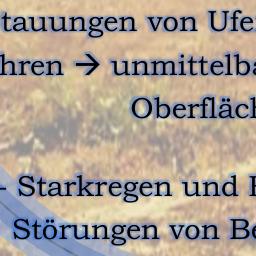 tauungen von Ufe
hren → unmittelba
Oberfläch
- Starkregen und
Störungen von Be